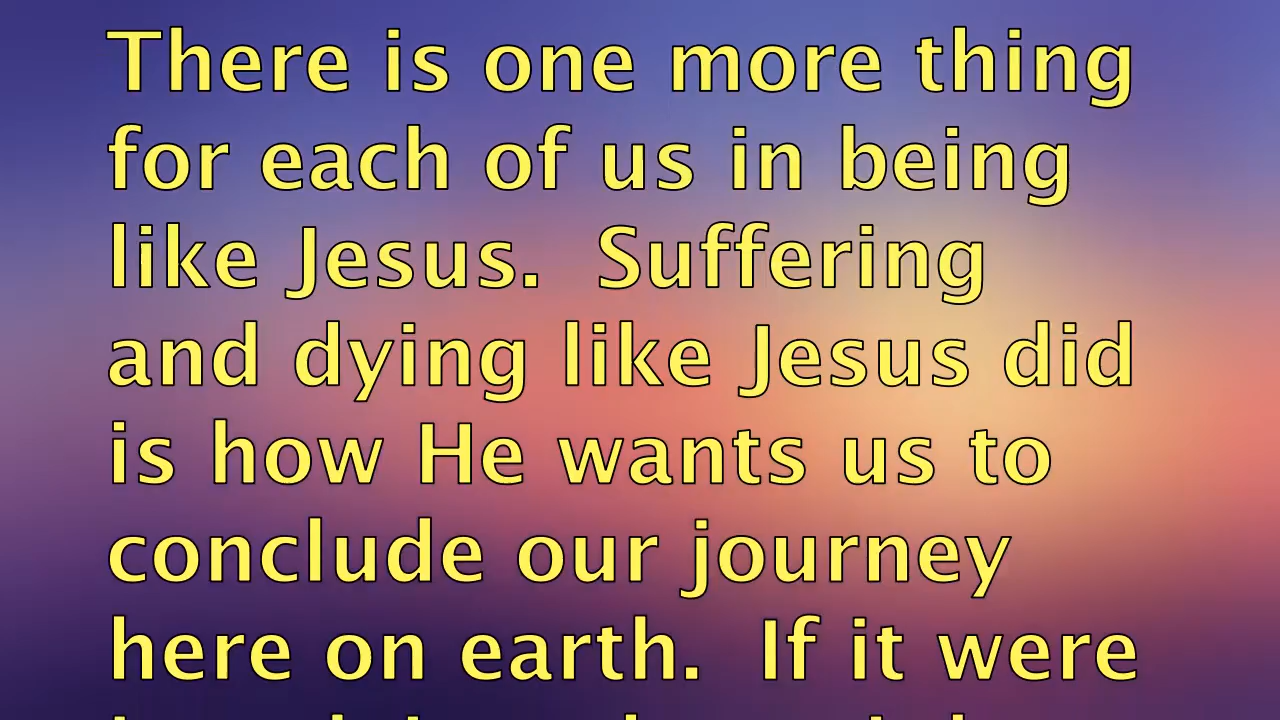 There is one more thing
for each of us in being
like Jesus.  Suffering
and dying like Jesus did
is how He wants us to
conclude our journey
here on earth.  If it were